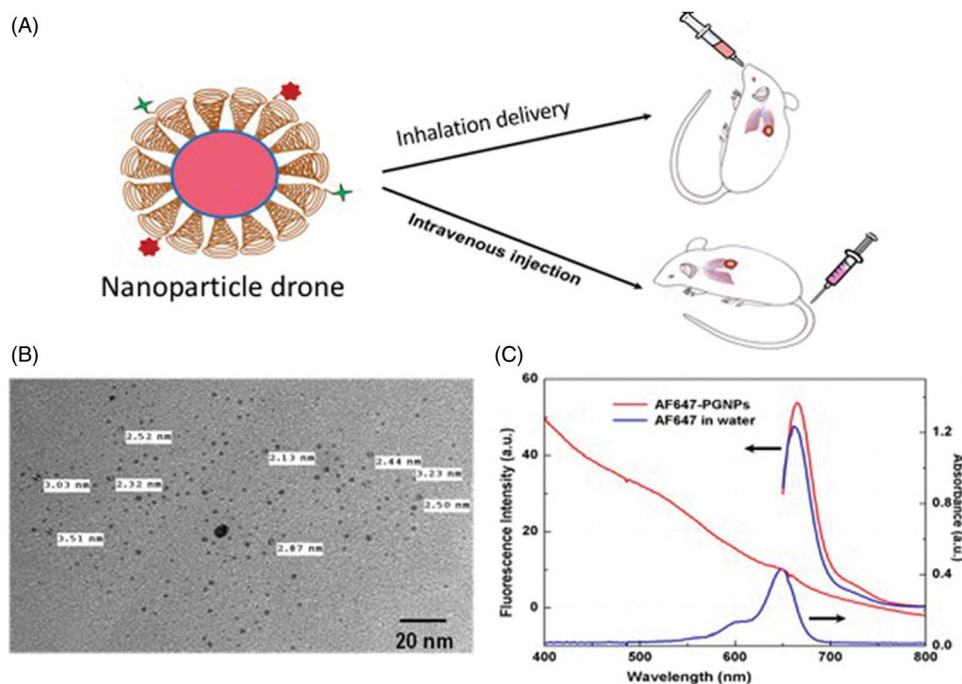 (A)
Inhalation delivery
Intravenous injection
Nanoparticle drone
(B)
2.52 nm
2.13 nm
2.44 nm
3.23 nm
3.03 nm
2.32 nm
2.50 nm
3.51 nm
2.87 nm
20 nm
(C)
60
40
20
0
Fluorescence Intensity (a.u.)
AF647-PGNPs
AF647 in water
1.2
0.8
0.4
0.0
Absorbance (a.u.)
400
500
600
700
800
Wavelength (nm)